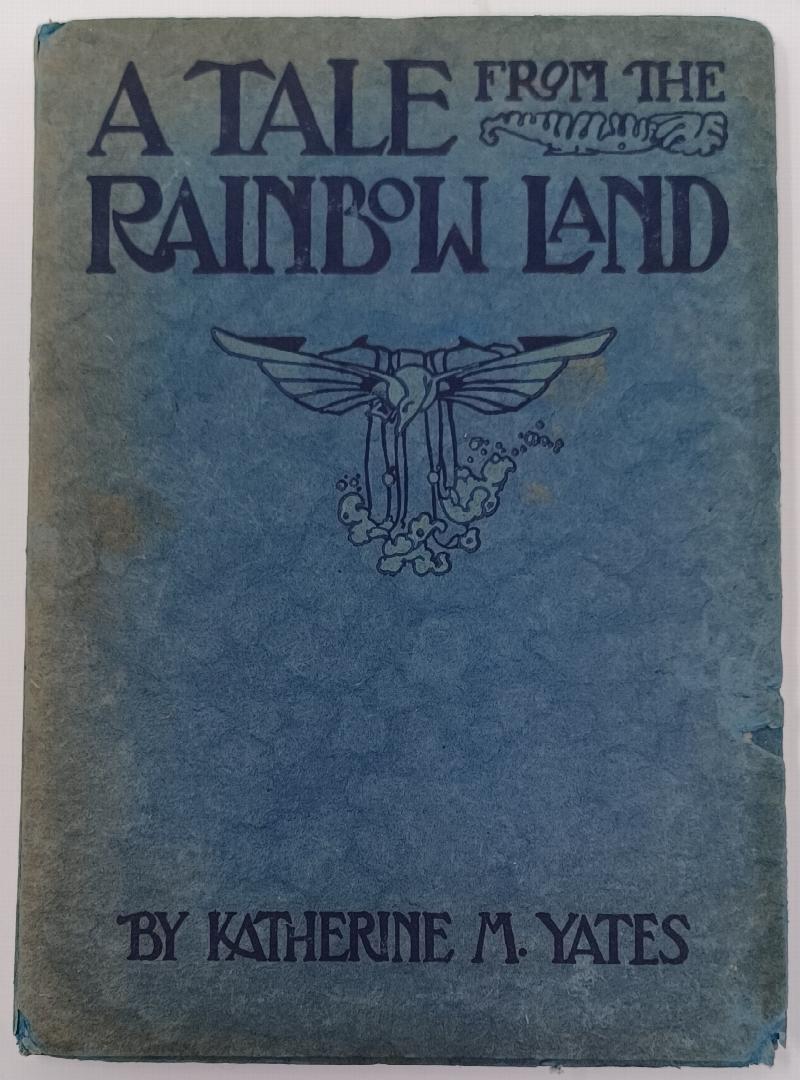 A TALE FROM THE
RAINBOW LAND
BY KATHERINE M. YATES